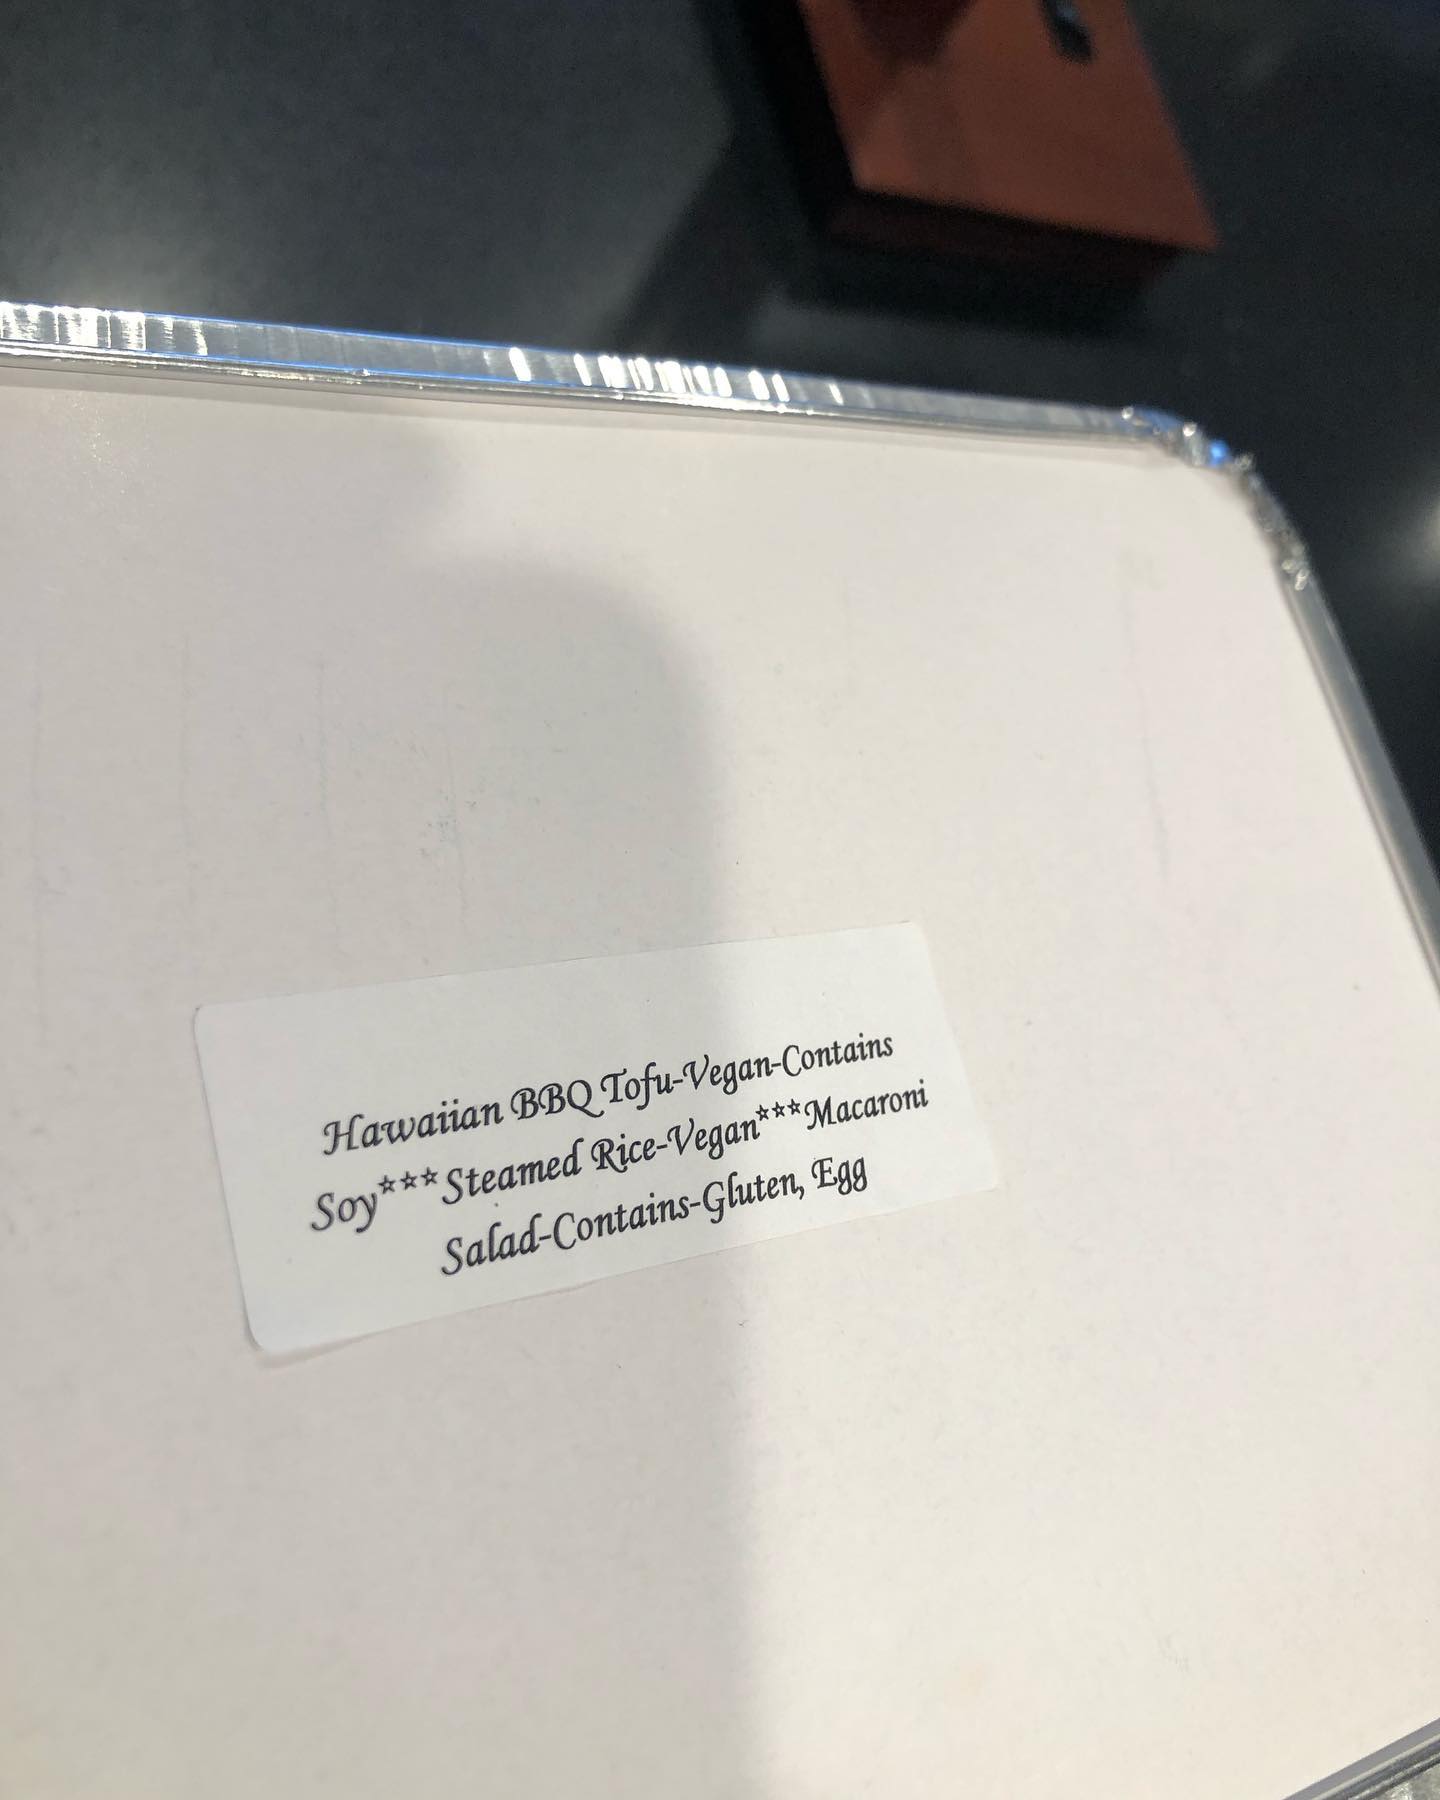 Hawaiian BBQ Tofu-Vegan-Contains
Soy***Steamed Rice-Vegan***Macaroni
Salad-Contains-Gluten, Egg